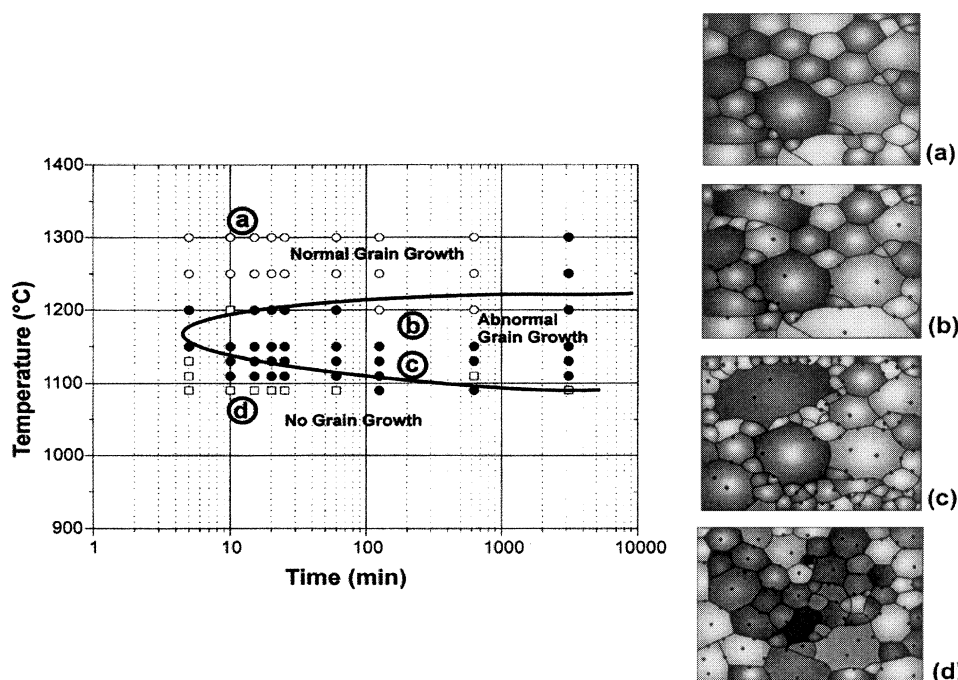 1400
1300
1200
1100
1000
900
Temperature (°C)
1
10
100
1000
10000
Time (min)
a
Normal Grain Growth
b
Abnormal
Grain Growth
c
d
No Grain Growth
(a)
(b)
(c)
(d)